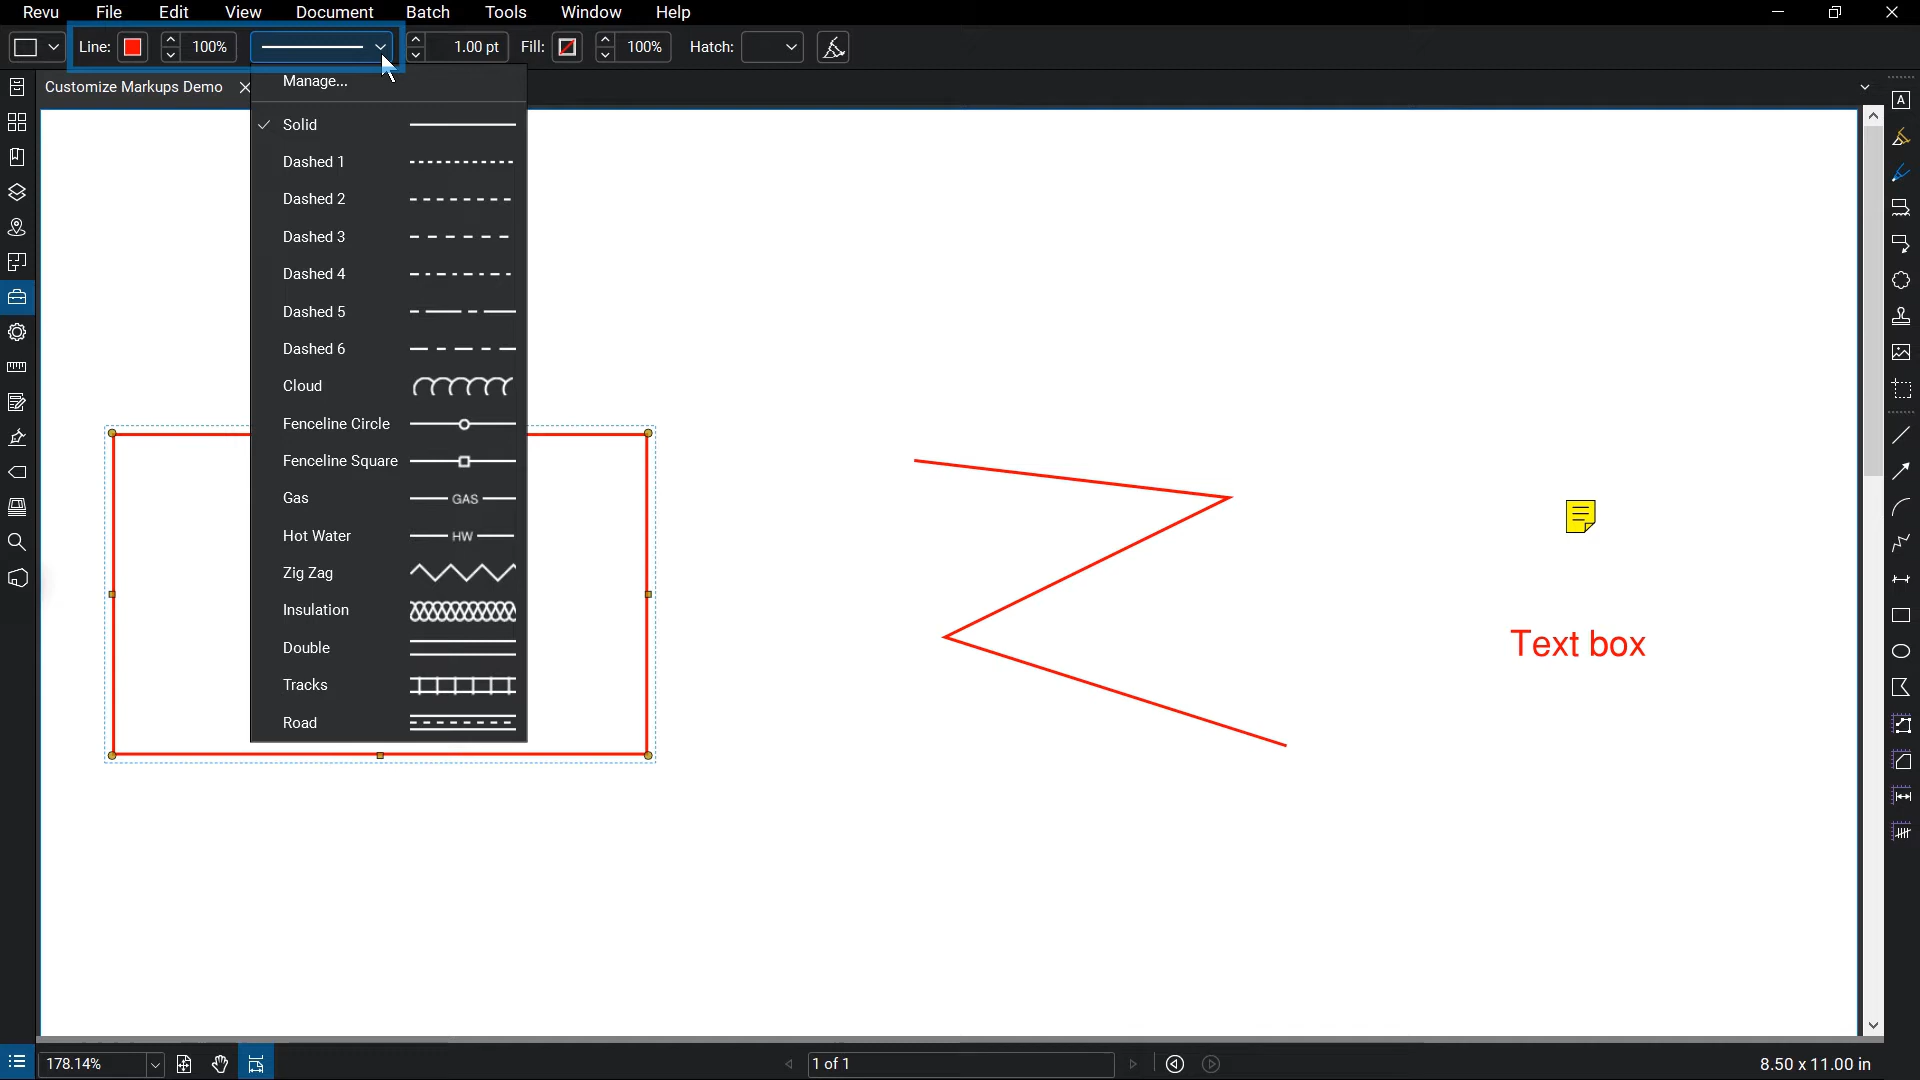 Revu File Edit View Document Batch Tools Window Help
Line: 100% 1.00 pt Fill: 100% Hatch:
Customize Markups Demo
Manage...
Solid
Dashed 1
Dashed 2
Dashed 3
Dashed 4
Dashed 5
Dashed 6
Cloud
Fenceline Circle
Fenceline Square
Gas GAS
Hot Water HW
Zig Zag
Insulation
Double
Tracks
Road
Text box
178.14% 1 of 1 8.50 x 11.00 in